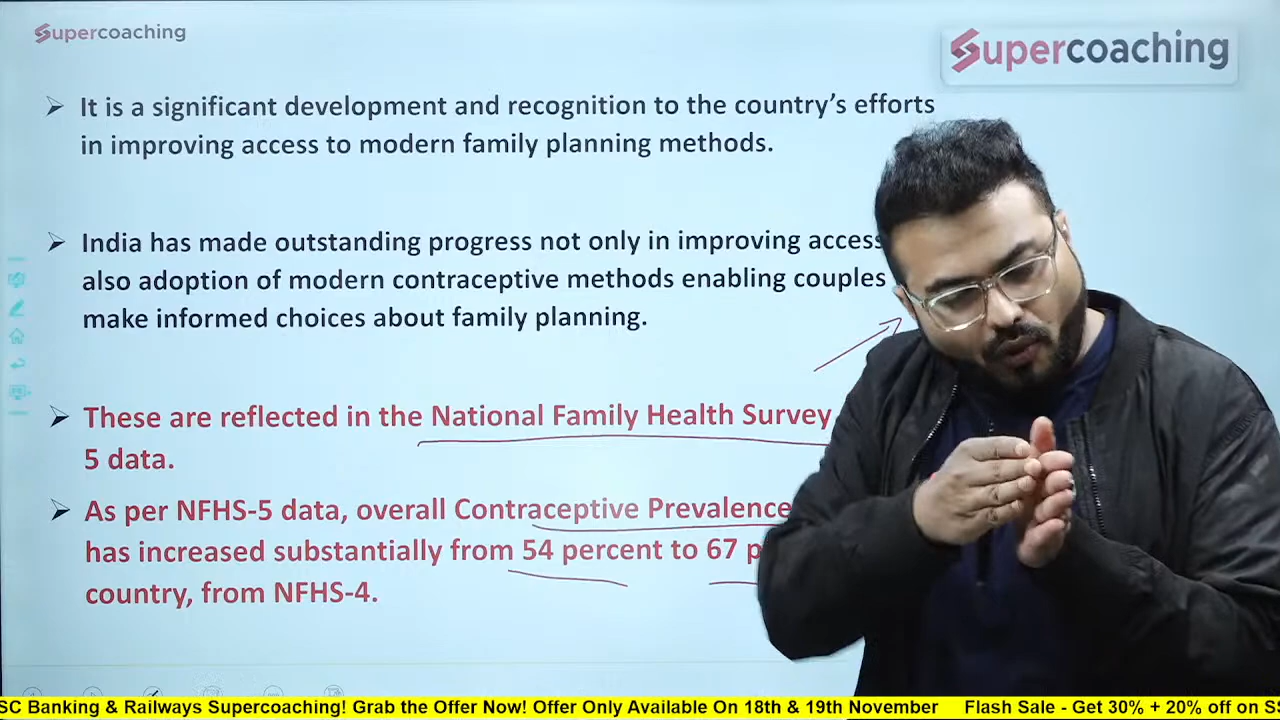 Supercoaching
Supercoaching
It is a significant development and recognition to the country's efforts
in improving access to modern family planning methods.
India has made outstanding progress not only in improving access
also adoption of modern contraceptive methods enabling couples
make informed choices about family planning.
These are reflected in the National Family Health Survey
5 data.
As per NFHS-5 data, overall Contraceptive Prevalence
has increased substantially from 54 percent to 67 p
country, from NFHS-4.
SC Banking & Railways Supercoaching! Grab the Offer Now! Offer Only Available On 18th & 19th November Flash Sale - Get 30% + 20% off on SS